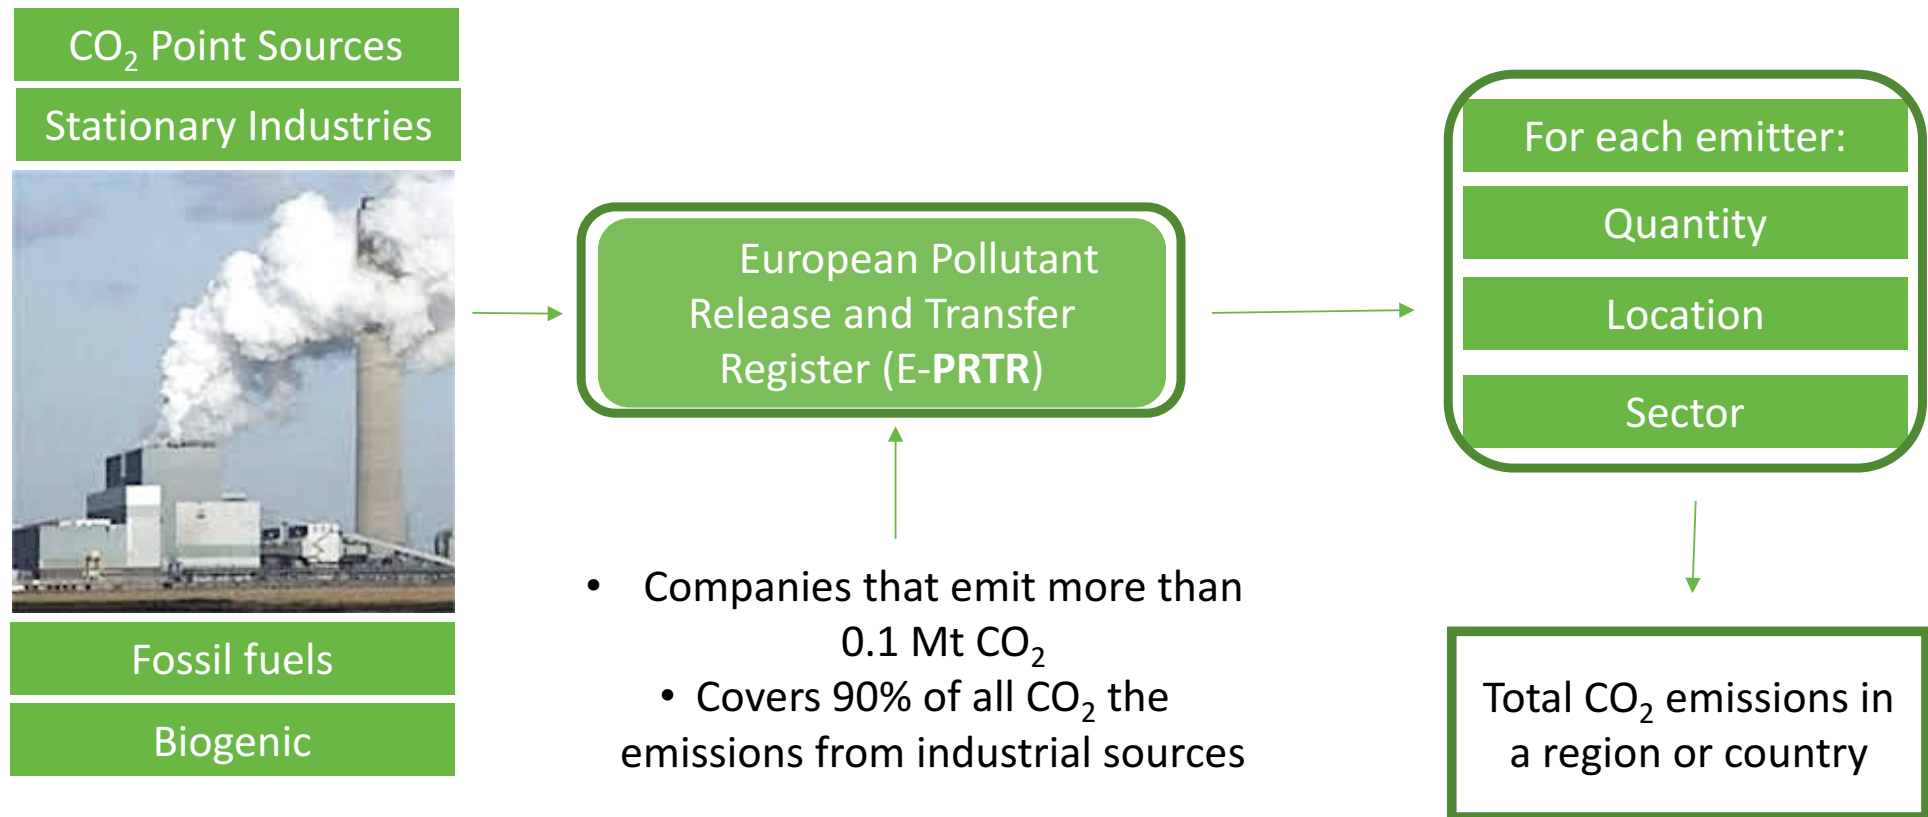 CO₂ Point Sources
Stationary Industries
Fossil fuels
Biogenic
European Pollutant
Release and Transfer
Register (E-PRTR)
• Companies that emit more than
0.1 Mt CO₂
• Covers 90% of all CO₂ the
emissions from industrial sources
For each emitter:
Quantity
Location
Sector
Total CO₂ emissions in
a region or country